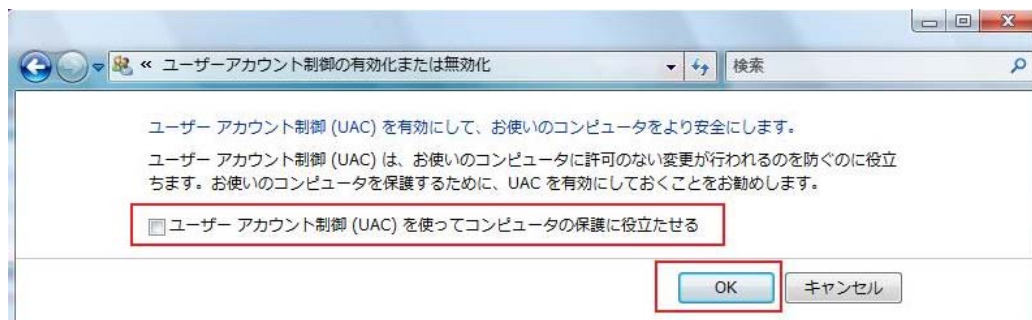 « ユーザーアカウント制御の有効化または無効化
検索
ユーザー アカウント制御 (UAC) を有効にして、お使いのコンピュータをより安全にします。
ユーザー アカウント制御 (UAC) は、お使いのコンピュータに許可のない変更が行われるのを防ぐのに役立
ちます。お使いのコンピュータを保護するために、UAC を有効にしておくことをお勧めします。
ユーザー アカウント制御 (UAC) を使ってコンピュータの保護に役立たせる
OK
キャンセル